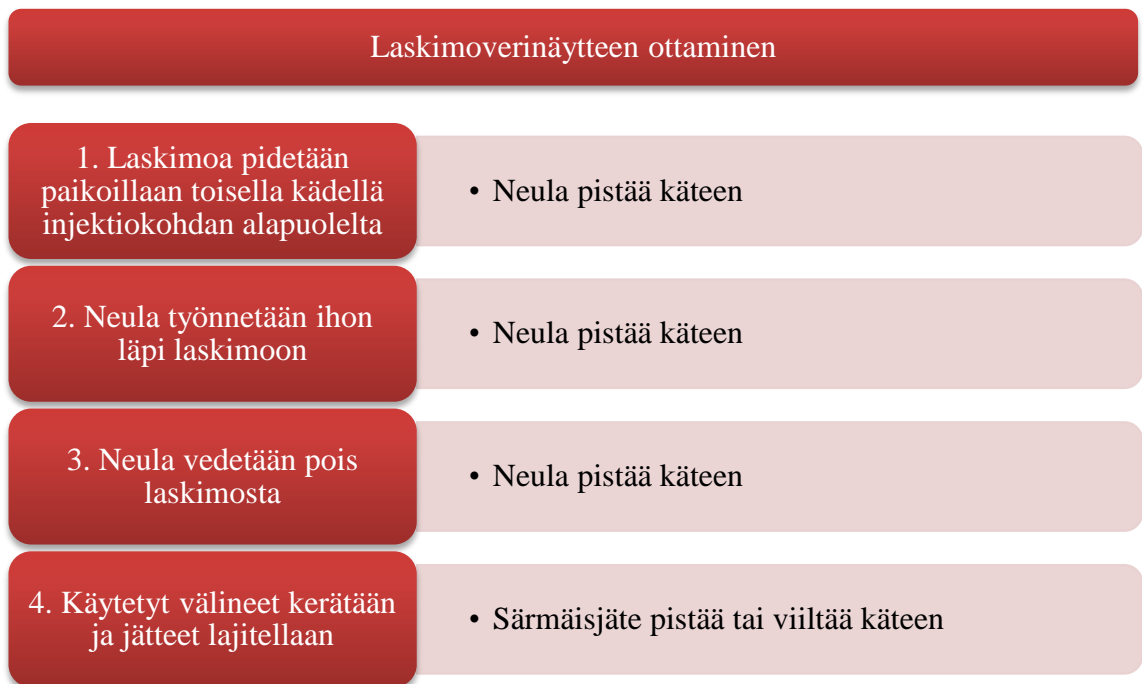 Laskimoverinäytteen ottaminen
1. Laskimoa pidetään
paikoillaan toisella kädellä
injektiokohdan alapuolelta
• Neula pistää käteen
2. Neula työnnetään ihon
läpi laskimoon
• Neula pistää käteen
3. Neula vedetään pois
laskimosta
• Neula pistää käteen
4. Käytetyt välineet kerätään
ja jätteet lajitellaan
• Särmäisjäte pistää tai viiltää käteen